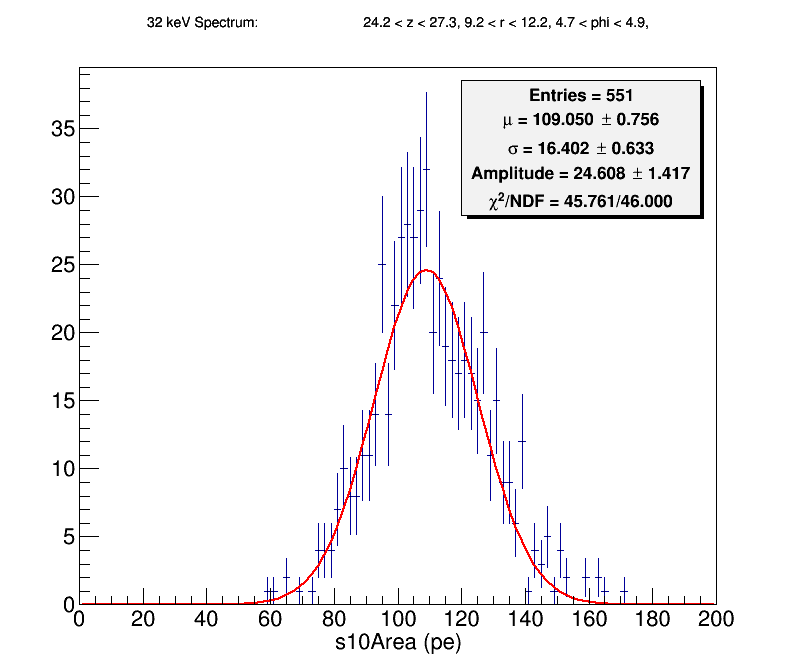 32 keV Spectrum: 24.2 < z < 27.3, 9.2 < r < 12.2, 4.7 < phi < 4.9,
Entries = 551
μ = 109.050 ± 0.756
σ = 16.402 ± 0.633
Amplitude = 24.608 ± 1.417
χ²/NDF = 45.761/46.000
35
30
25
20
15
10
5
0
0 20 40 60 80 100 120 140 160 180 200
s10Area (pe)